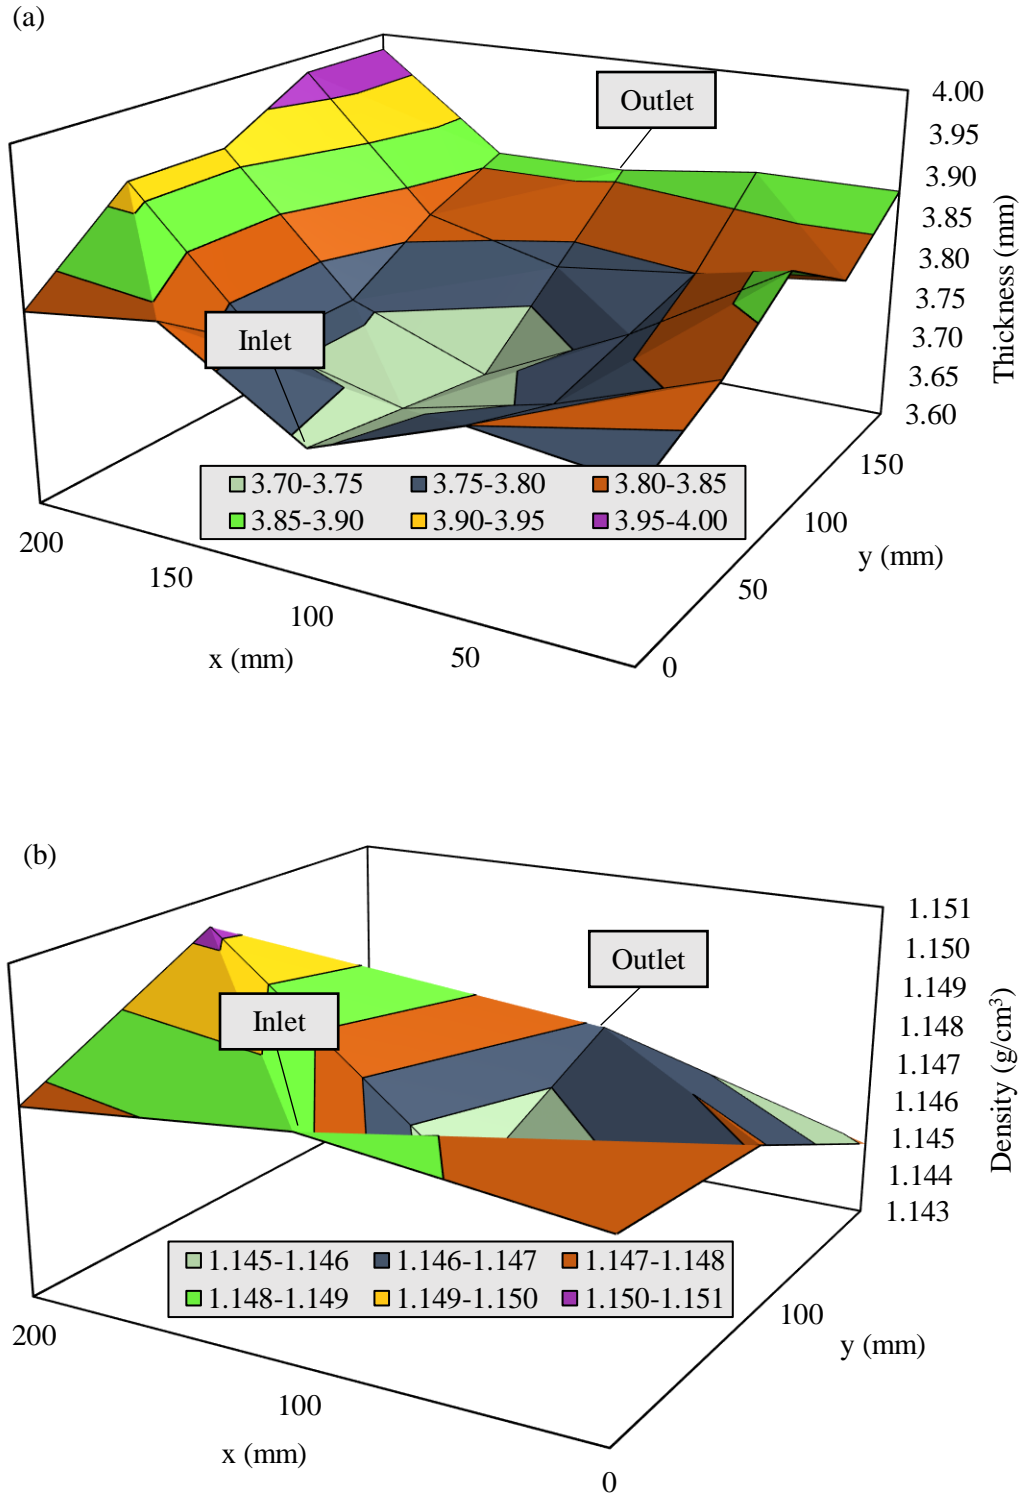 (a)
Outlet
4.00
3.95
3.90
3.85
3.80
3.75
3.70
3.65
3.60
Thickness (mm)
Inlet
150
100
50
0
y (mm)
200
150
100
50
x (mm)
3.70-3.75 3.75-3.80 3.80-3.85
3.85-3.90 3.90-3.95 3.95-4.00
(b)
Outlet
1.151
1.150
1.149
1.148
1.147
1.146
1.145
1.144
1.143
Density (g/cm³)
Inlet
1.145-1.146 1.146-1.147 1.147-1.148
1.148-1.149 1.149-1.150 1.150-1.151
100
y (mm)
200
100
x (mm)
0